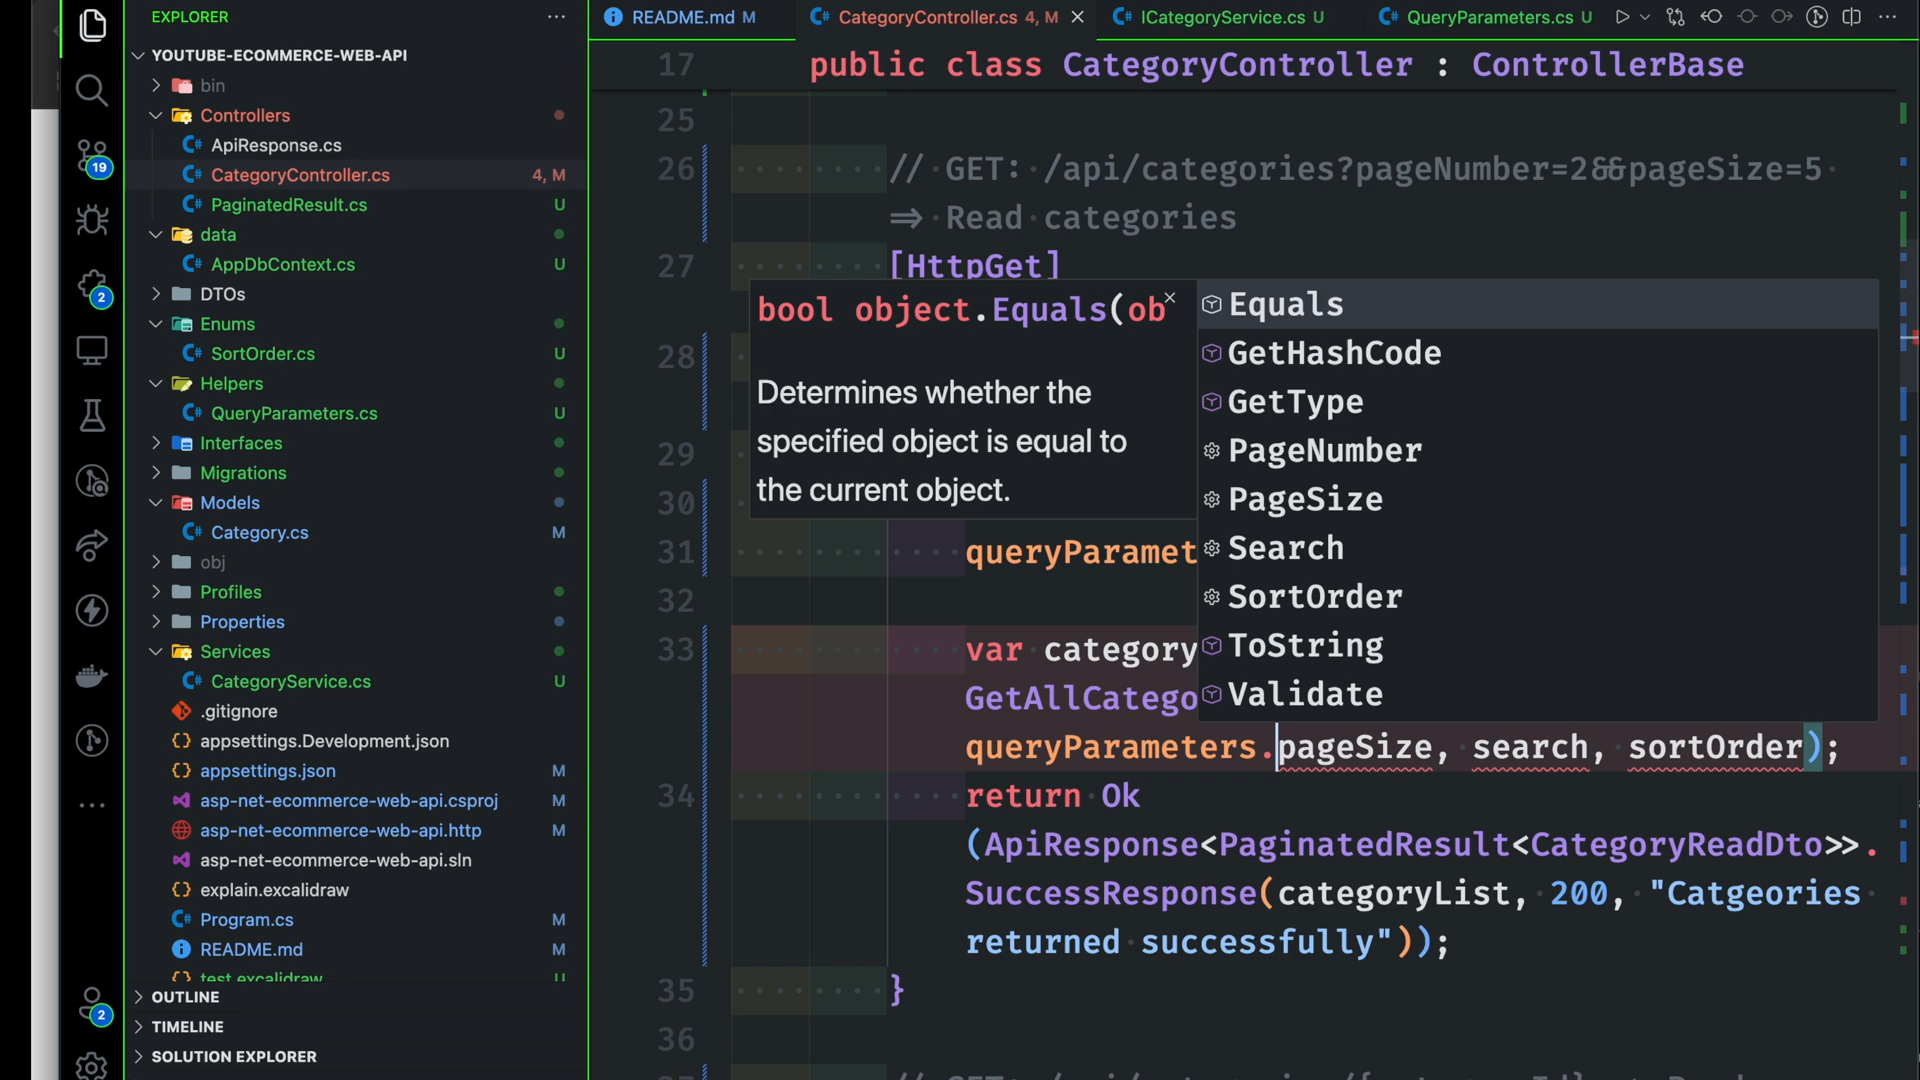 EXPLORER
YOUTUBE-ECOMMERCE-WEB-API
bin
Controllers
ApiResponse.cs
CategoryController.cs 4, M
PaginatedResult.cs U
data
AppDbContext.cs U
DTOs
Enums
SortOrder.cs U
Helpers
QueryParameters.cs U
Interfaces
Migrations
Models
Category.cs M
obj
Profiles
Properties
Services
CategoryService.cs U
.gitignore
appsettings.Development.json
appsettings.json M
asp-net-ecommerce-web-api.csproj M
asp-net-ecommerce-web-api.http M
asp-net-ecommerce-web-api.sln
explain.excalidraw
Program.cs M
README.md M
test.excalidraw U
OUTLINE
TIMELINE
SOLUTION EXPLORER
19
2
2
README.md M
CategoryController.cs 4, M
ICategoryService.cs U
QueryParameters.cs U
17 public class CategoryController : ControllerBase
25
26 // GET: /api/categories?pageNumber=2&&pageSize=5
=> Read categories
27 [HttpGet]
28
29
30
31 queryParamet
32
33 var category
GetAllCatego
queryParameters.pageSize, search, sortOrder);
34 return Ok
(ApiResponse<PaginatedResult<CategoryReadDto>>.
SuccessResponse(categoryList, 200, "Catgeories
returned successfully"));
35 }
36
bool object.Equals(ob
Determines whether the
specified object is equal to
the current object.
Equals
GetHashCode
GetType
PageNumber
PageSize
Search
SortOrder
ToString
Validate